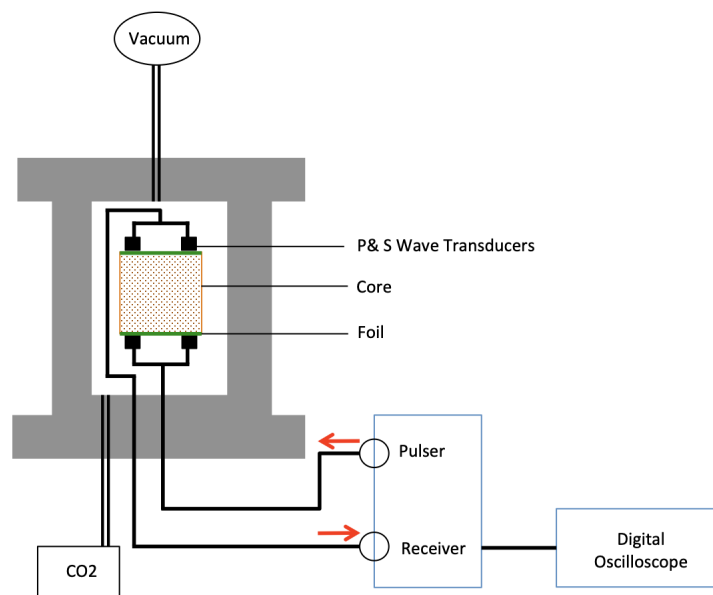 Vacuum
P& S Wave Transducers
Core
Foil
Pulser
Receiver
Digital
Oscilloscope
CO2